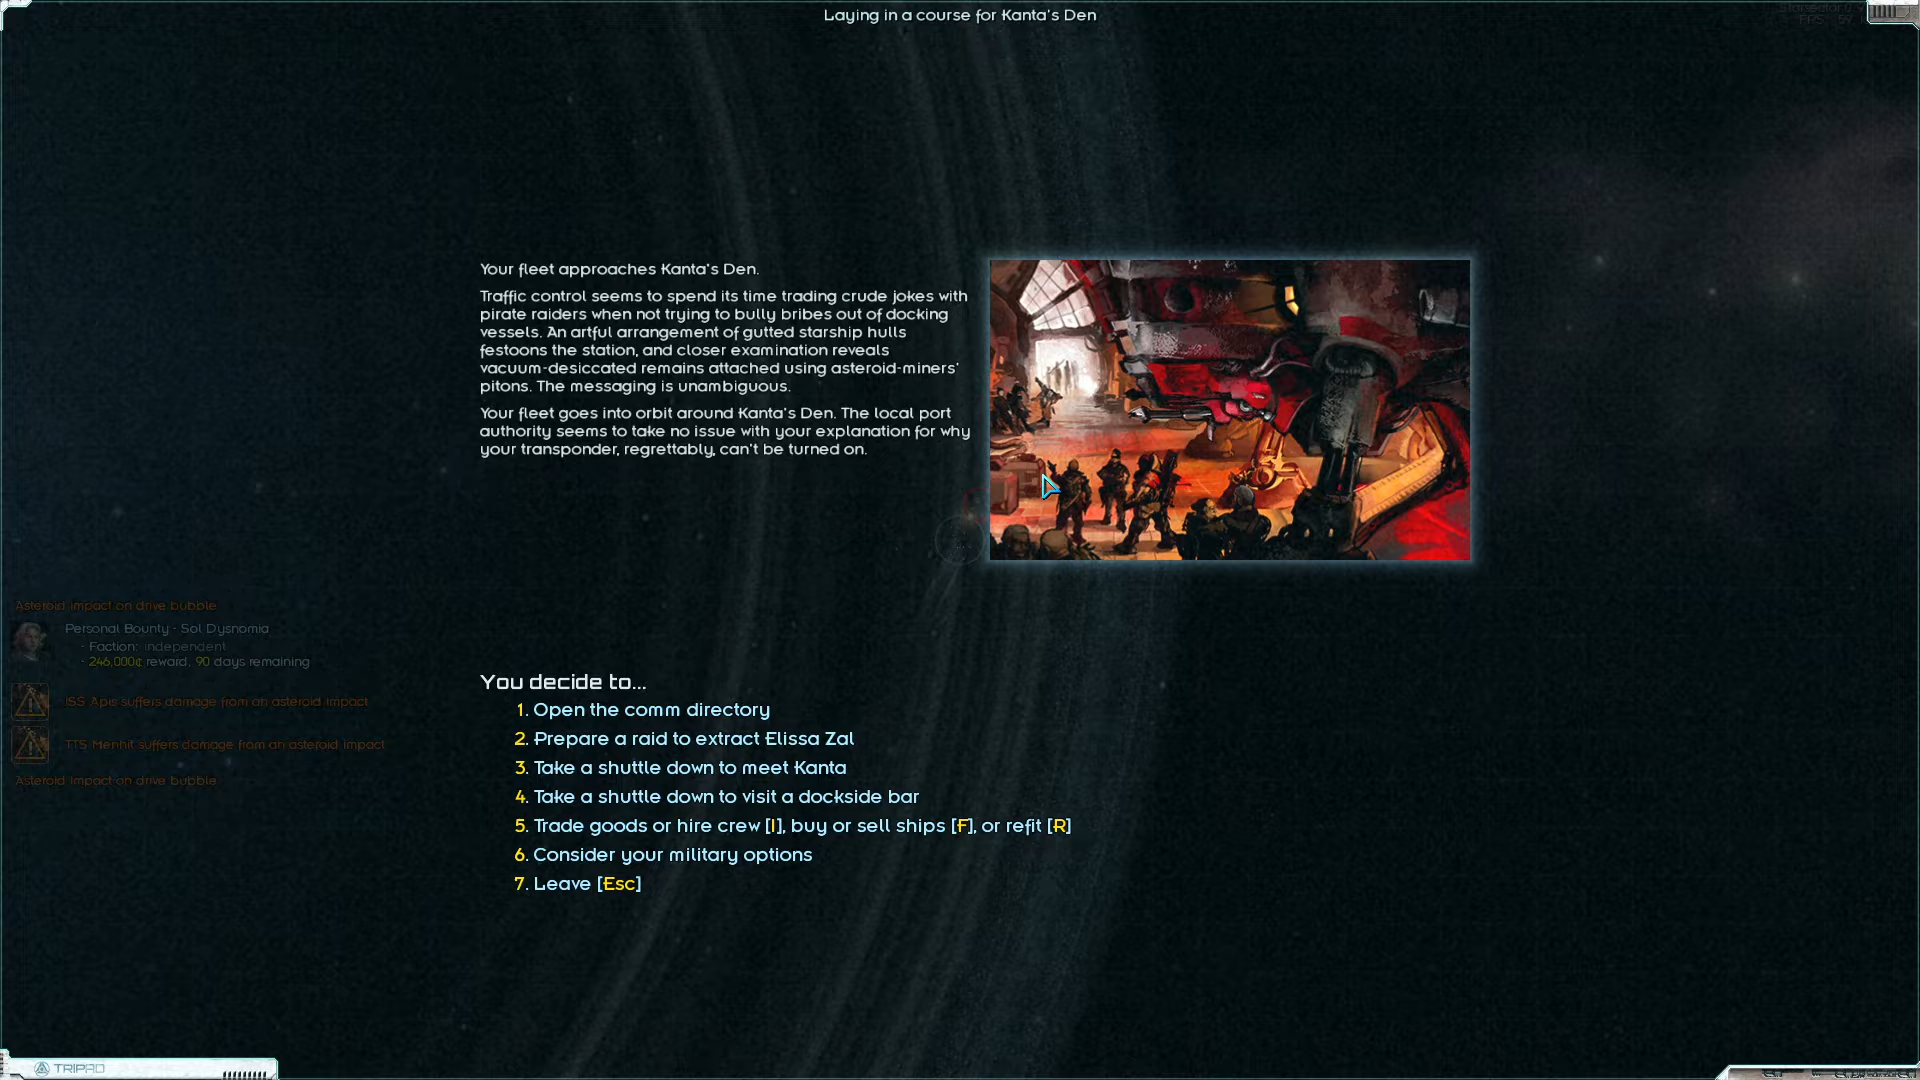 Laying in a course for Kanta's Den
Your fleet approaches Kanta's Den.
Traffic control seems to spend its time trading crude jokes with
pirate raiders when not trying to bully bribes out of docking
vessels. An artful arrangement of gutted starship hulls
festoons the station, and closer examination reveals
vacuum-desiccated remains attached using asteroid-miners'
pitons. The messaging is unambiguous.
Your fleet goes into orbit around Kanta's Den. The local port
authority seems to take no issue with your explanation for why
your transponder, regrettably, can't be turned on.
Asteroid impact on drive bubble
Personal Bounty - Sol Dysnomia
- Faction: independent
- 246,000¢ reward, 90 days remaining
ISS Apis suffers damage from an asteroid impact
TTS Menhit suffers damage from an asteroid impact
Asteroid impact on drive bubble
You decide to...
1. Open the comm directory
2. Prepare a raid to extract Elissa Zal
3. Take a shuttle down to meet Kanta
4. Take a shuttle down to visit a dockside bar
5. Trade goods or hire crew [I], buy or sell ships [F], or refit [R]
6. Consider your military options
7. Leave [Esc]
TRIPAD